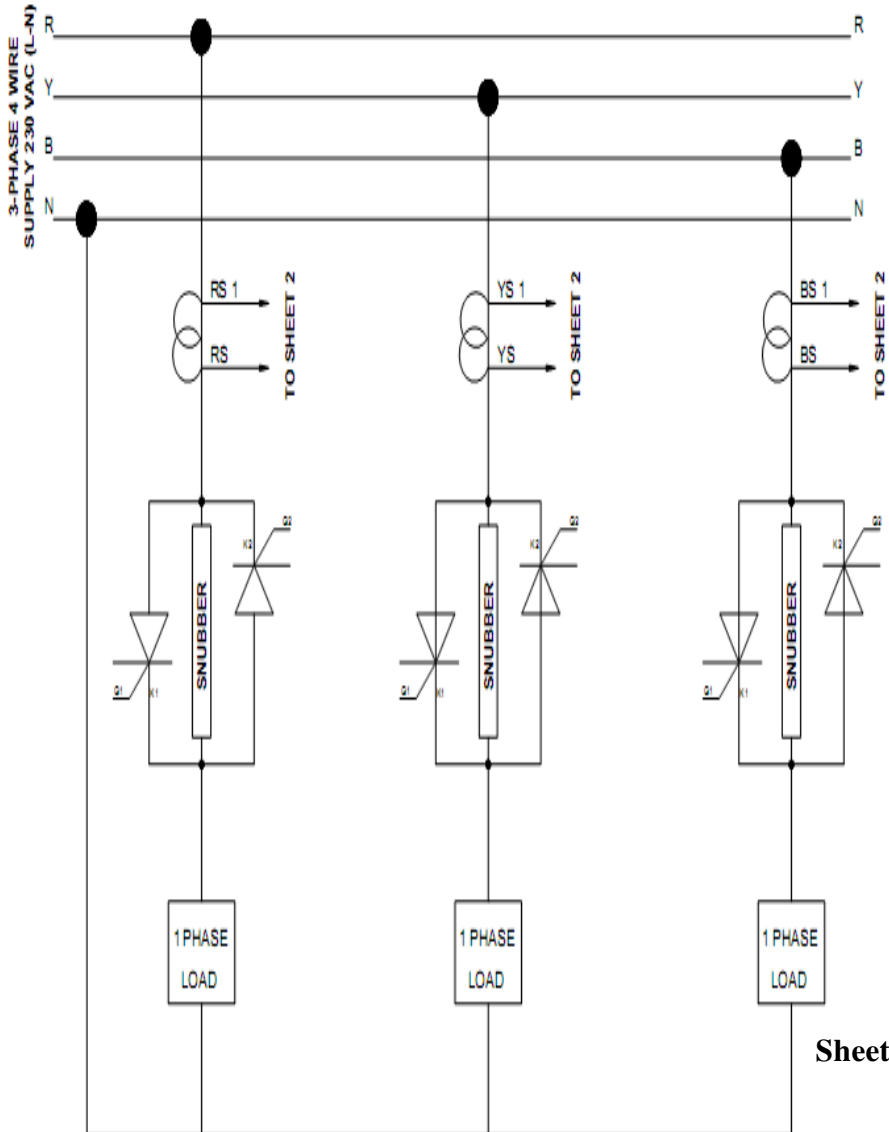 3-PHASE 4 WIRE
SUPPLY 230 VAC (L-N)
R R
Y Y
B B
N N
RS 1
RS
TO SHEET 2
YS 1
YS
TO SHEET 2
BS 1
BS
TO SHEET 2
G2
K2
SNUBBER
G1
K1
G2
K2
SNUBBER
G1
K1
G2
K2
SNUBBER
G1
K1
1 PHASE
LOAD
1 PHASE
LOAD
1 PHASE
LOAD
Sheet